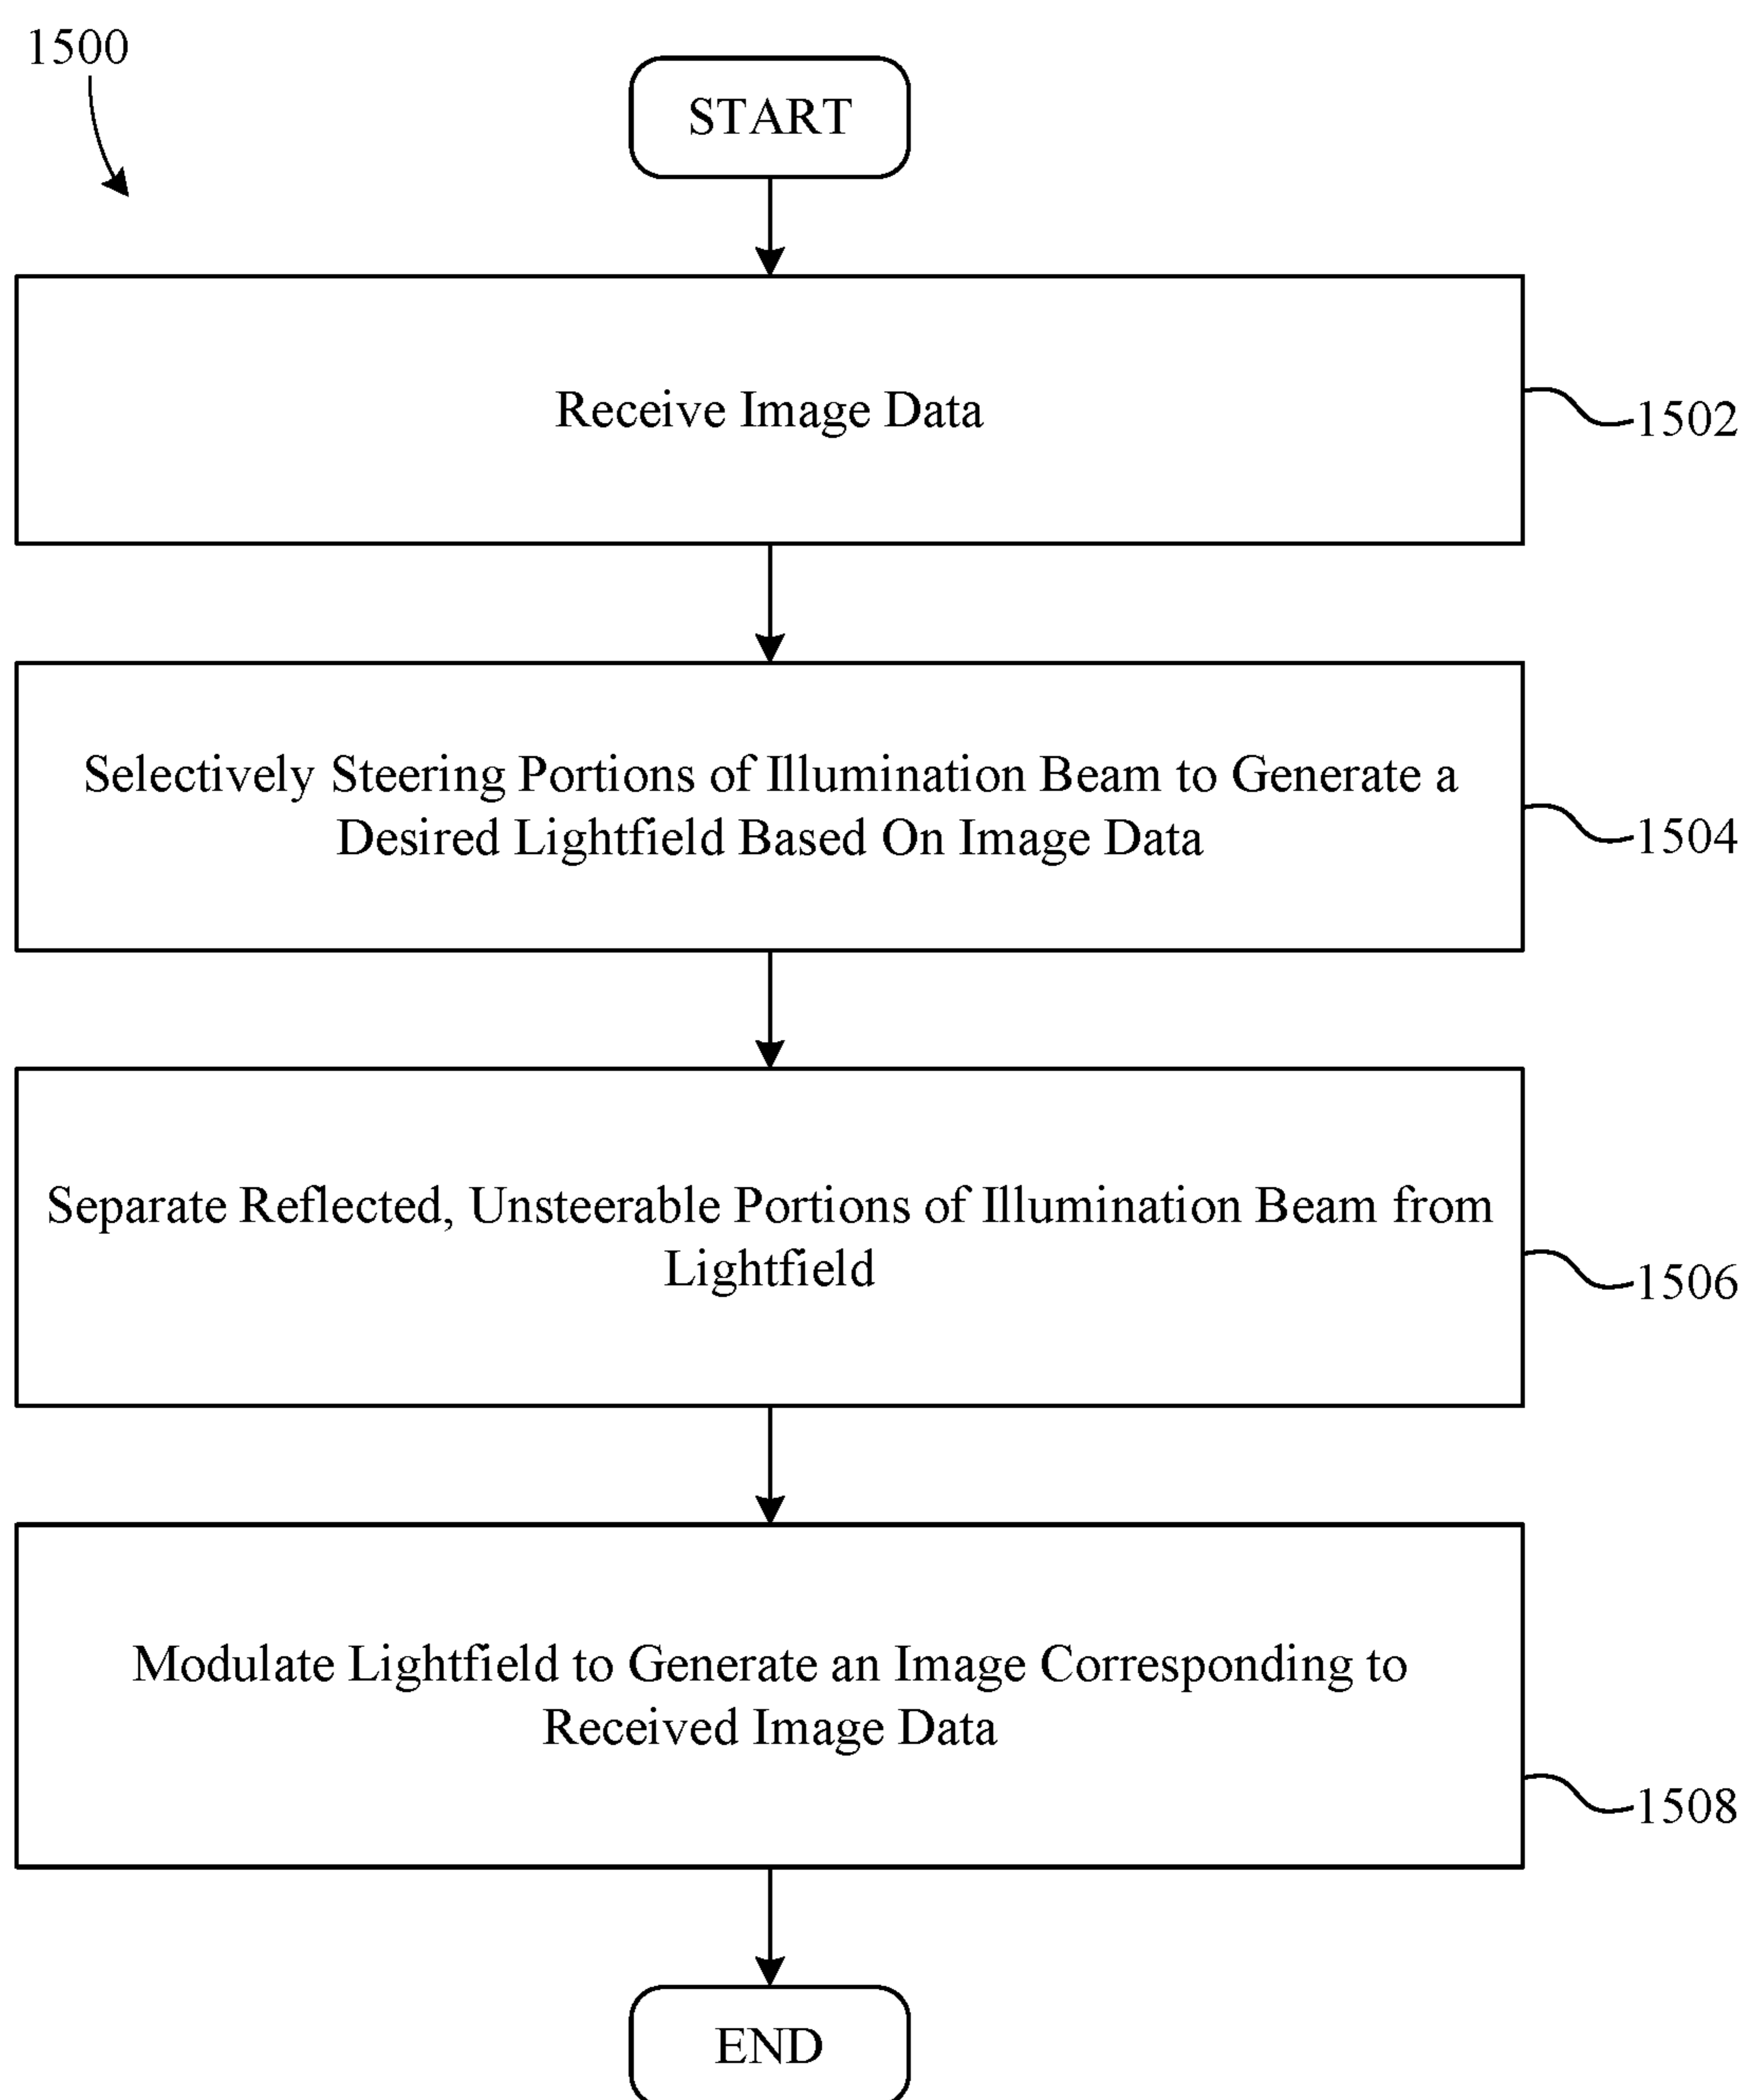 1500
START
Receive Image Data
1502
Selectively Steering Portions of Illumination Beam to Generate a
Desired Lightfield Based On Image Data
1504
Separate Reflected, Unsteerable Portions of Illumination Beam from
Lightfield
1506
Modulate Lightfield to Generate an Image Corresponding to
Received Image Data
1508
END